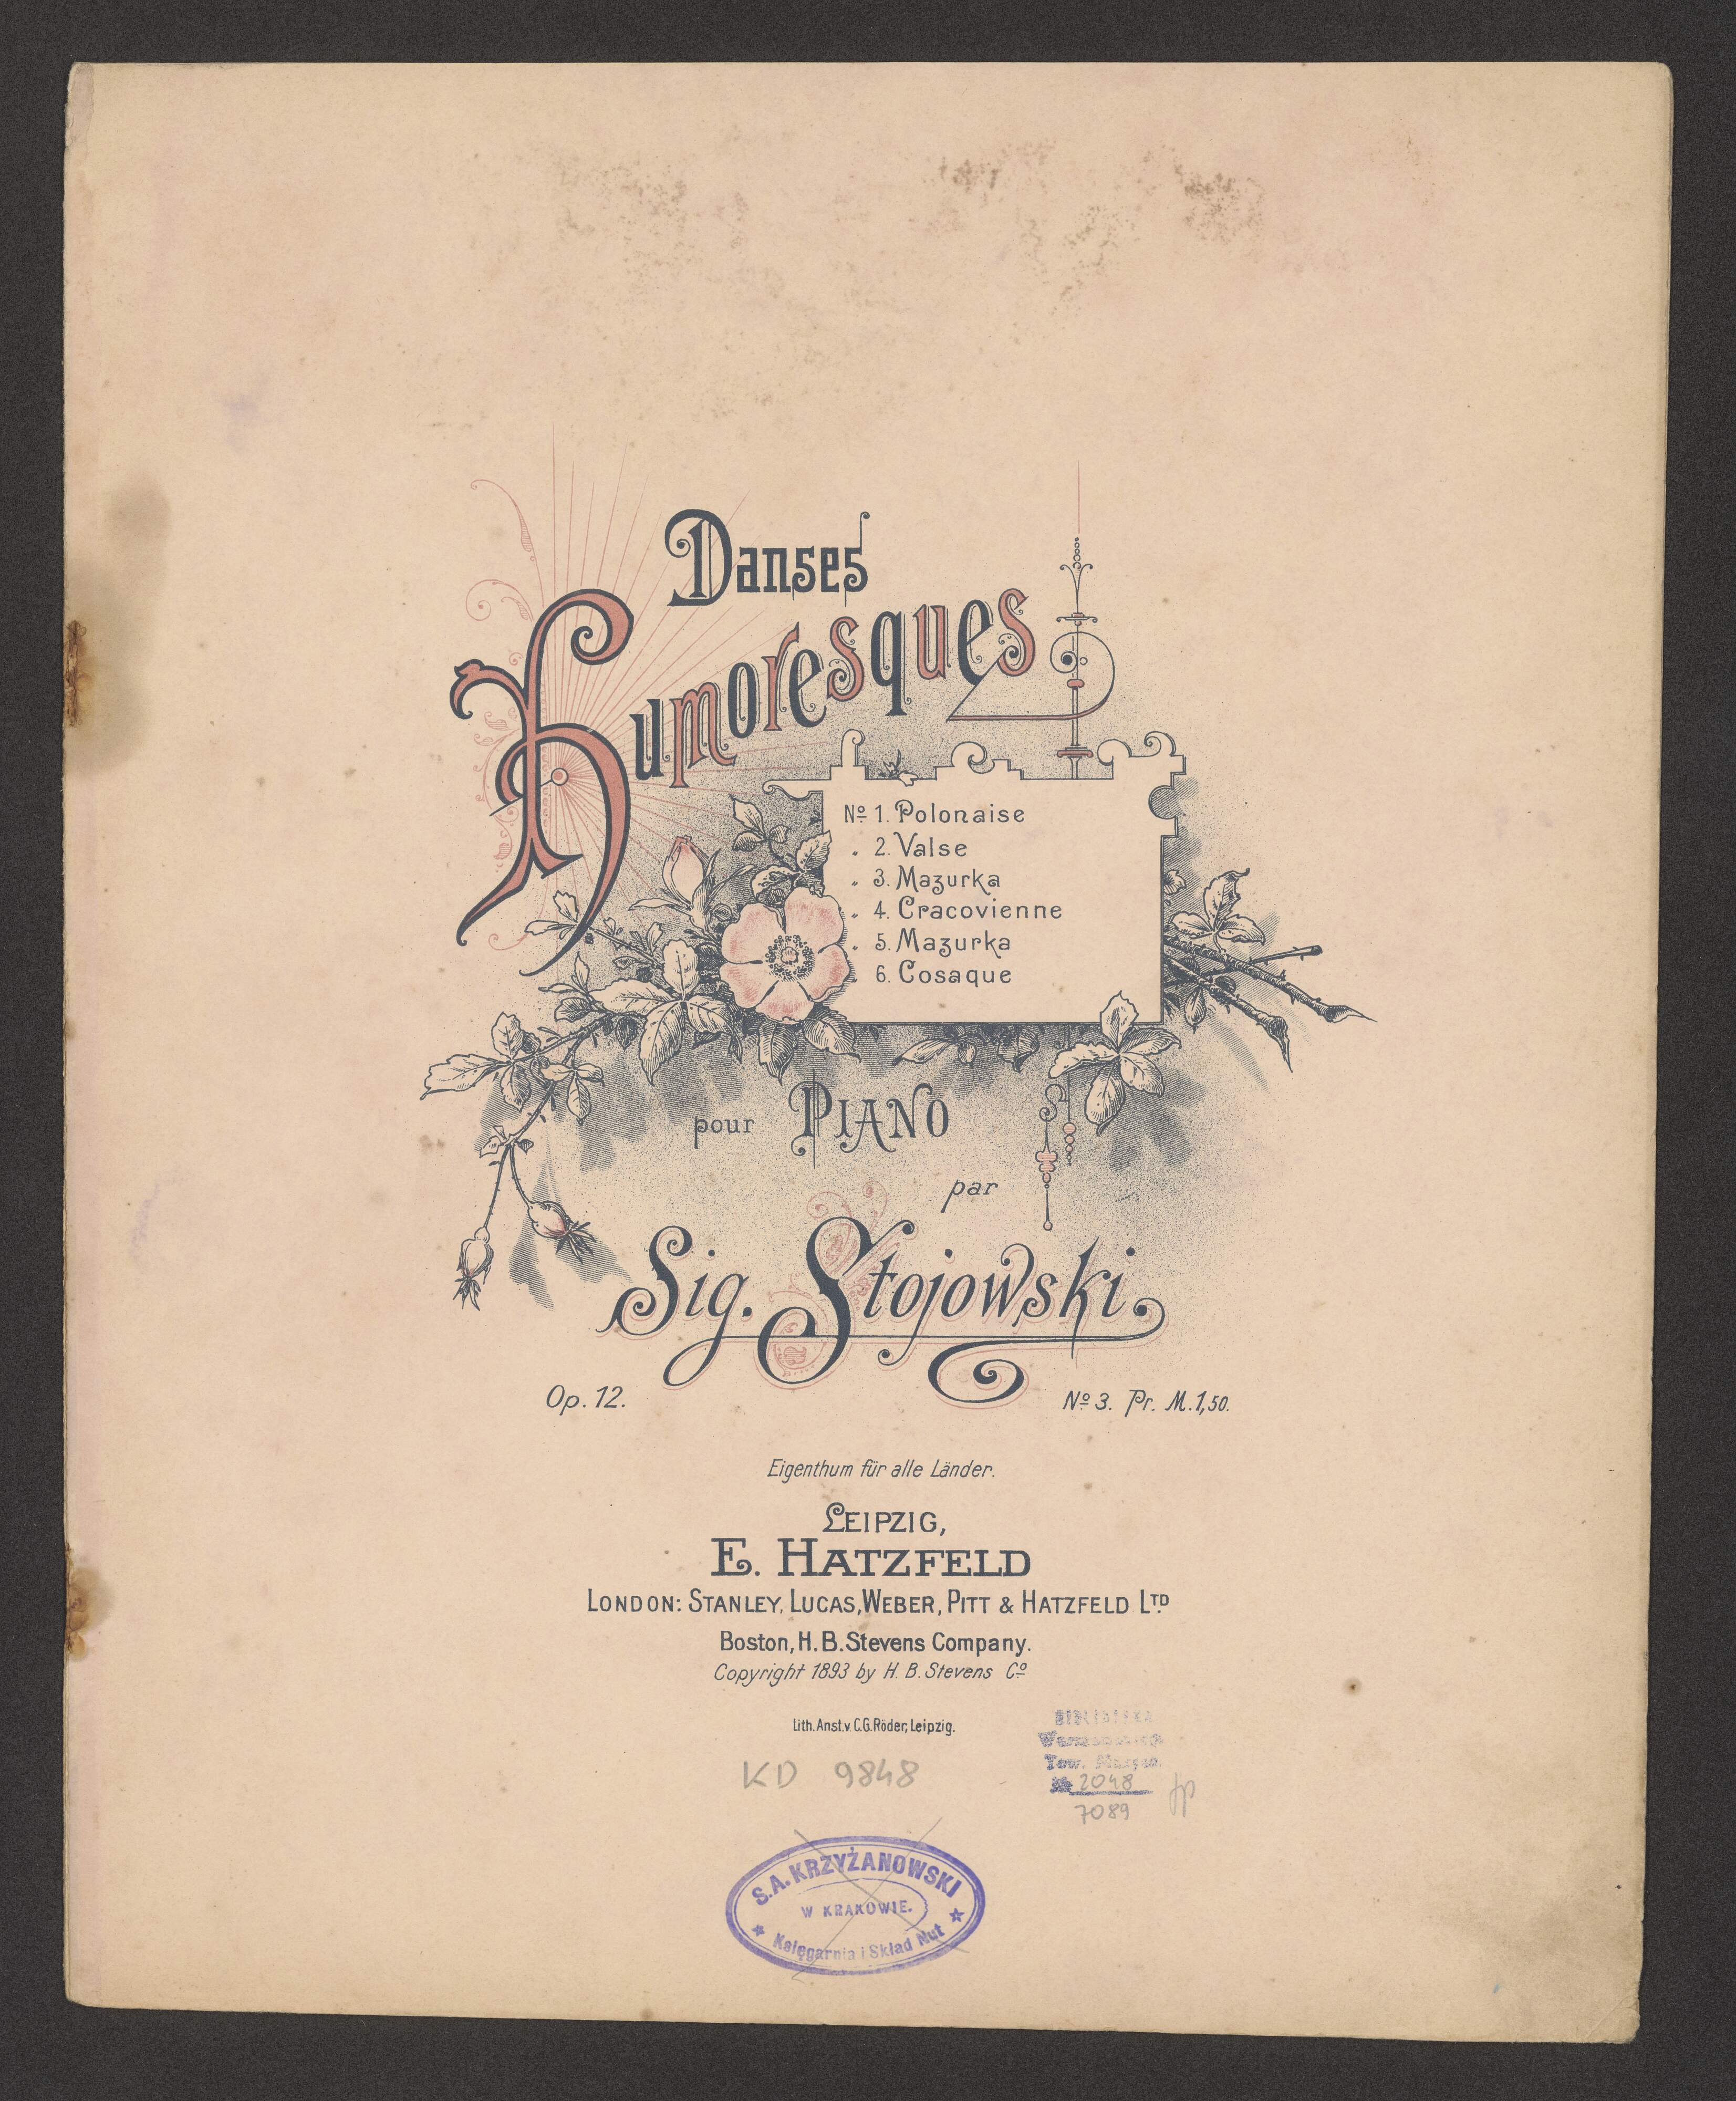 Danses
Humoresques
Nº 1. Polonaise
" 2. Valse
" 3. Mazurka
" 4. Cracovienne
" 5. Mazurka
" 6. Cosaque
pour PIANO
par
Sig. Stojowski.
Op. 12.
Nº 3. Pr. M. 1,50.
Eigenthum für alle Länder.
LEIPZIG,
E. HATZFELD
LONDON: STANLEY, LUCAS, WEBER, PITT & HATZFELD LTD
Boston, H. B. Stevens Company.
Copyright 1893 by H. B. Stevens Cº
Lith. Anst. v. C. G. Röder, Leipzig.
KD 9848
BIBLIOTEKA
Tow.
№ 2048
7089
S. A. KRZYŻANOWSKI
W KRAKOWIE.
Księgarnia i Skład Nut